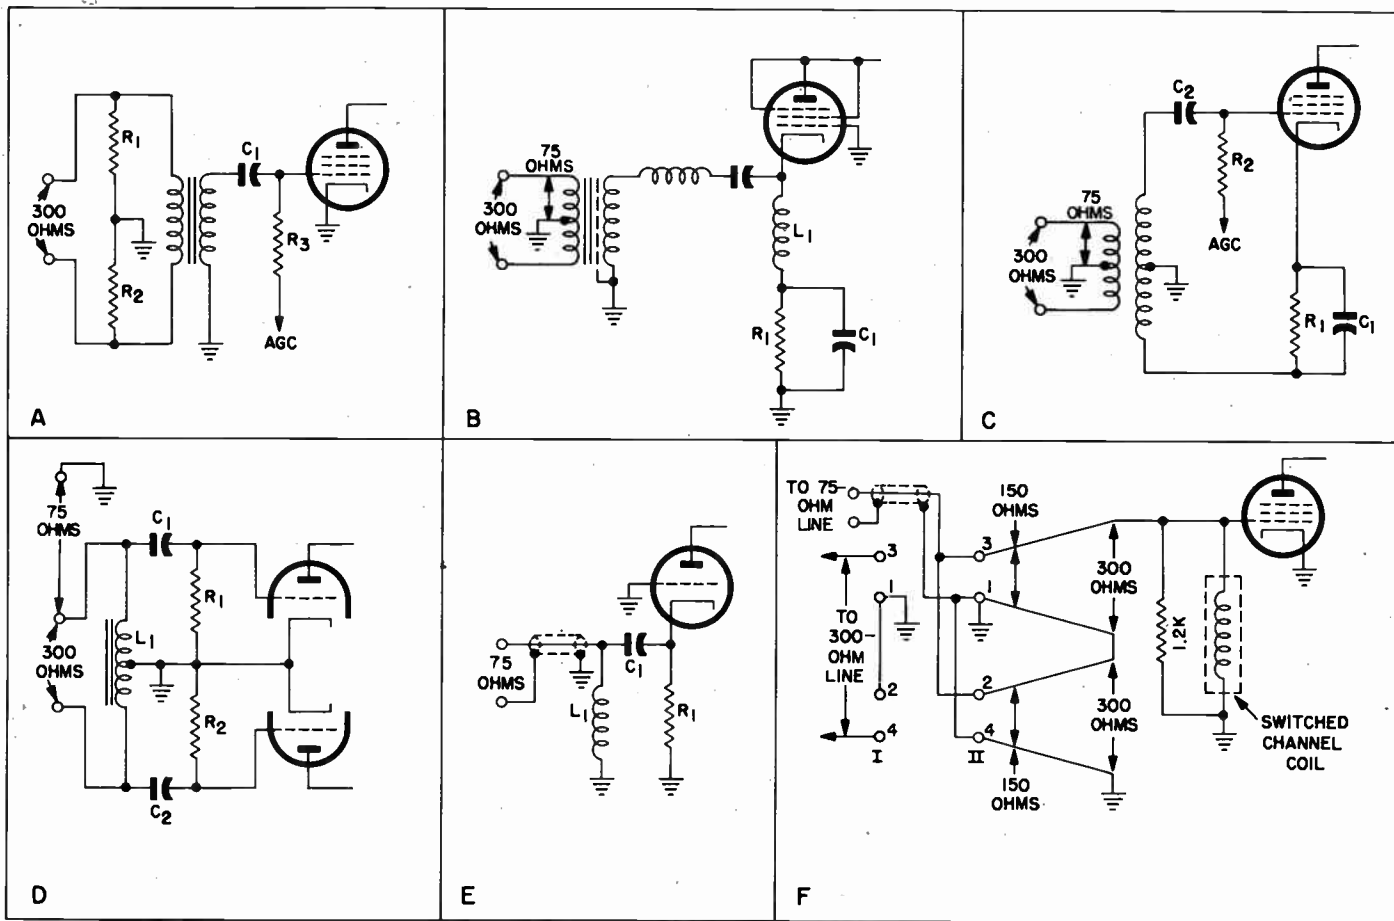 R1
R2
300
OHMS
C1
R3
AGC
A
75
OHMS
300
OHMS
L1
R1
C1
B
C2
R2
AGC
75
OHMS
300
OHMS
R1
C1
C
75
OHMS
300
OHMS
C1
R1
L1
R2
C2
D
75
OHMS
L1
C1
R1
E
TO 75-
OHM
LINE
150
OHMS
3
1
2
4
I
TO
300-
OHM
LINE
3
1
2
4
II
150
OHMS
300
OHMS
300
OHMS
1.2K
SWITCHED
CHANNEL
COIL
F